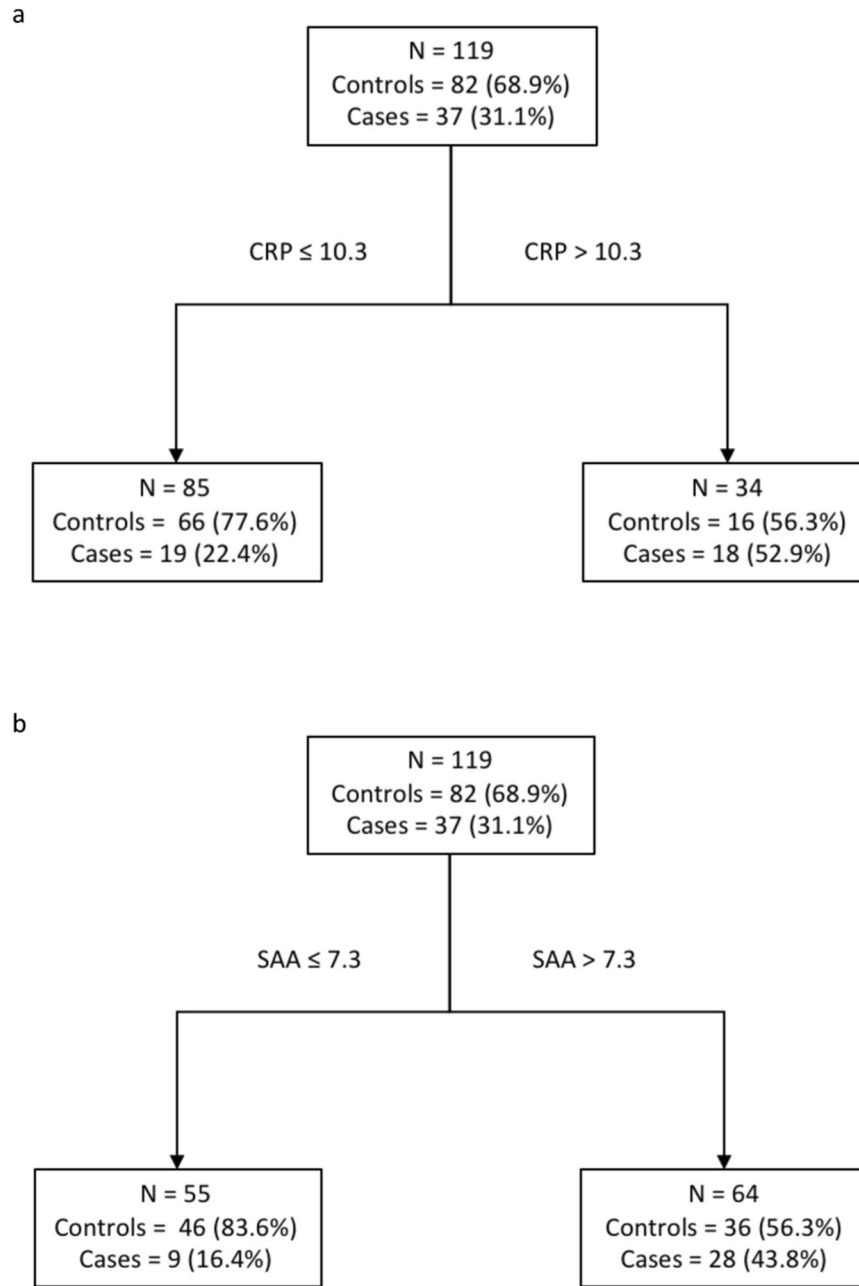 a
N = 119
Controls = 82 (68.9%)
Cases = 37 (31.1%)
CRP ≤ 10.3
CRP > 10.3
N = 85
Controls =  66 (77.6%)
Cases = 19 (22.4%)
N = 34
Controls = 16 (56.3%)
Cases = 18 (52.9%)
b
N = 119
Controls = 82 (68.9%)
Cases = 37 (31.1%)
SAA ≤ 7.3
SAA > 7.3
N = 55
Controls =  46 (83.6%)
Cases = 9 (16.4%)
N = 64
Controls = 36 (56.3%)
Cases = 28 (43.8%)